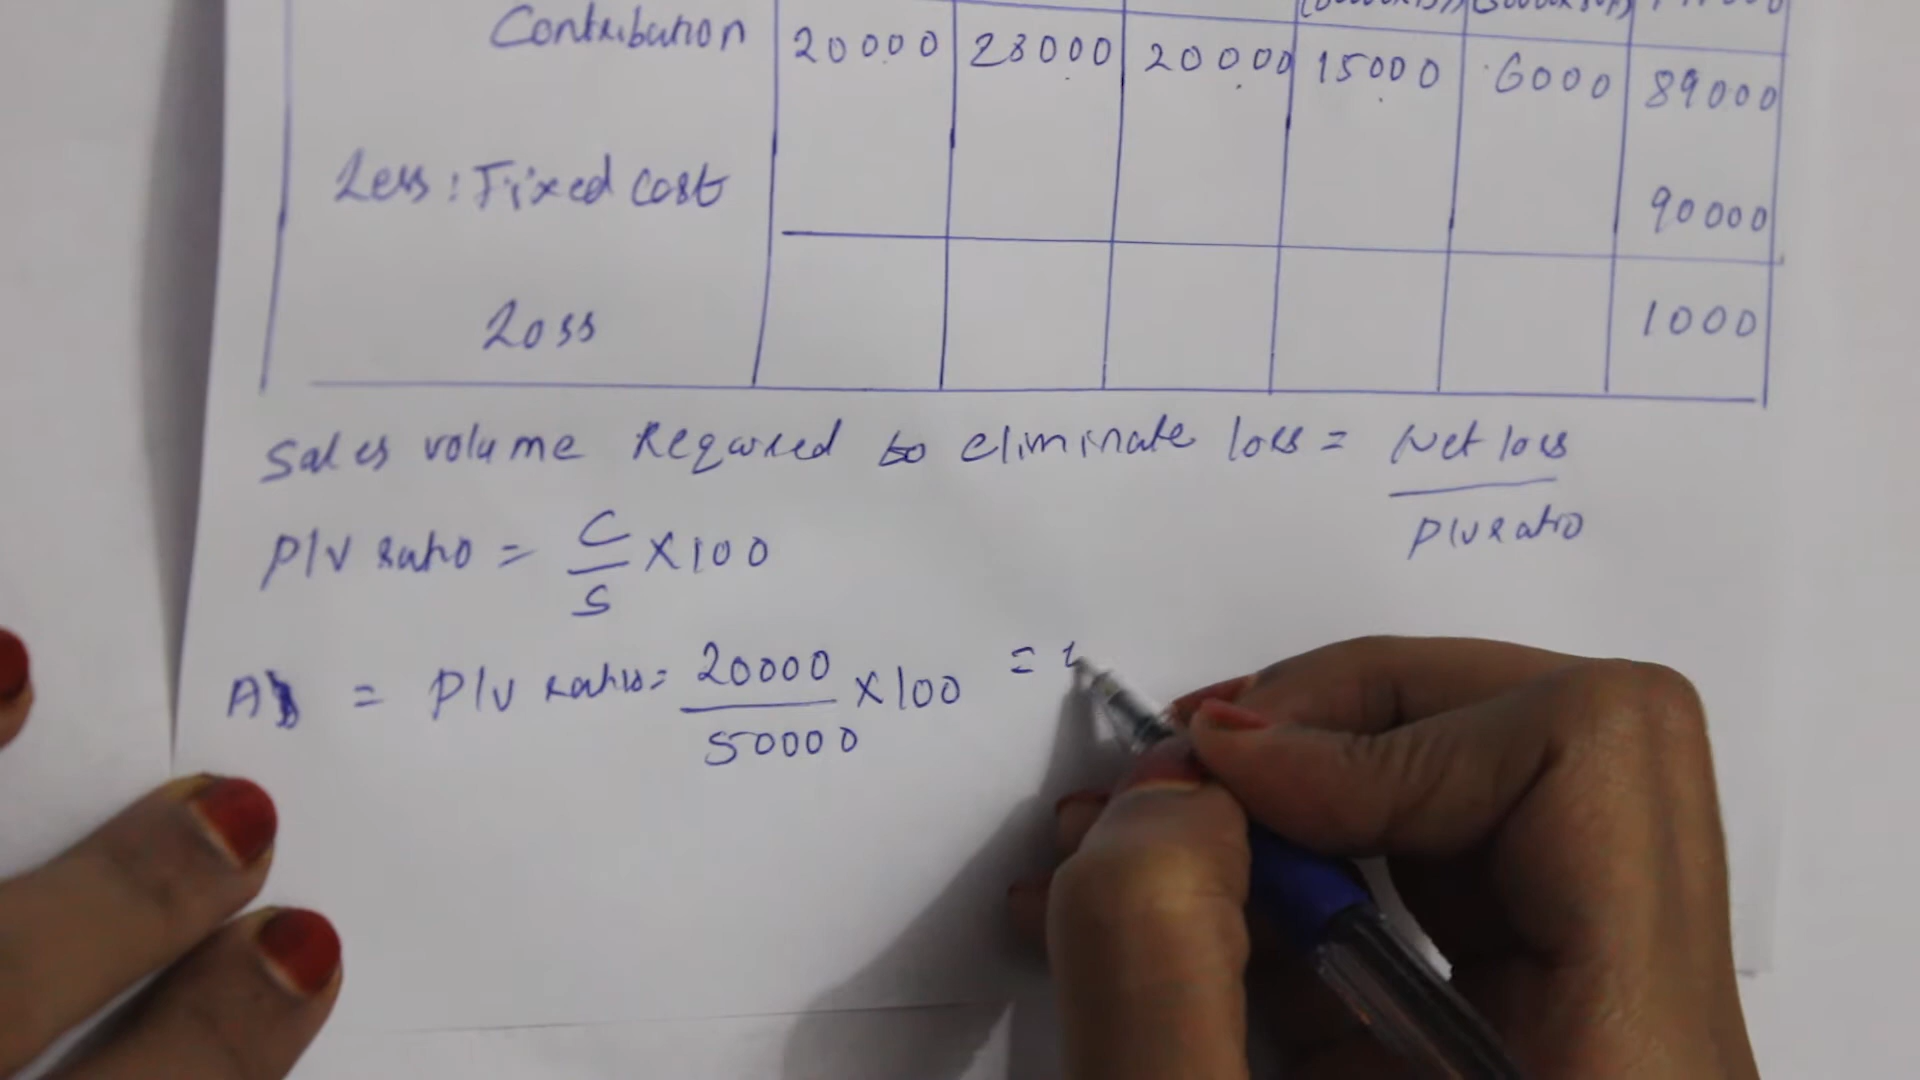 Contribution 20000 28000 20000 15000 6000 89000
Less: Fixed cost 90000
Loss 1000
Sales volume Required to eliminate loss = Net loss / P/V ratio
P/V ratio = C/S X 100
A = P/V ratio = 20000/50000 X 100 =